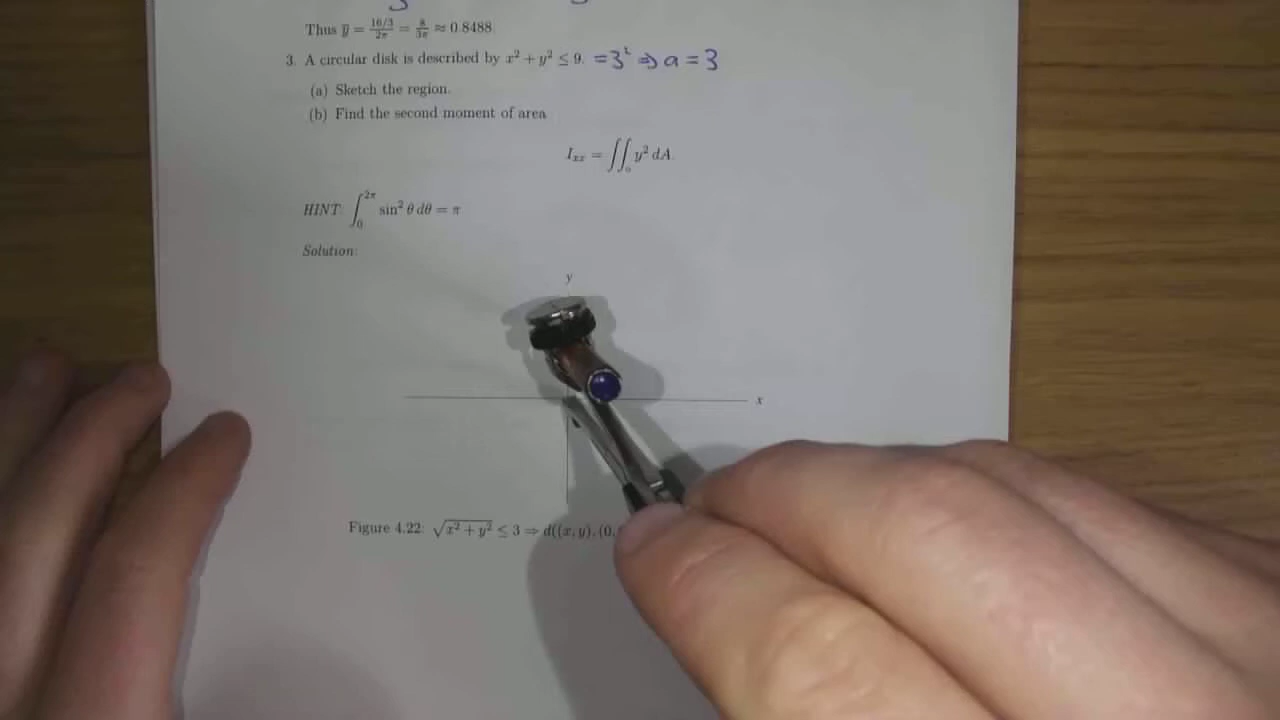 Thus ȳ = 16/3 / 2π = 8 / 3π ≈ 0.8488.
3. A circular disk is described by x² + y² ≤ 9. = 3² ⇒ a = 3
(a) Sketch the region.
(b) Find the second moment of area
Iₓₓ = ∬ y² dA.
HINT: ∫₀^2π sin² θ dθ = π
Solution:
y
x
Figure 4.22: √x² + y² ≤ 3 ⇒ d((x, y), (0,